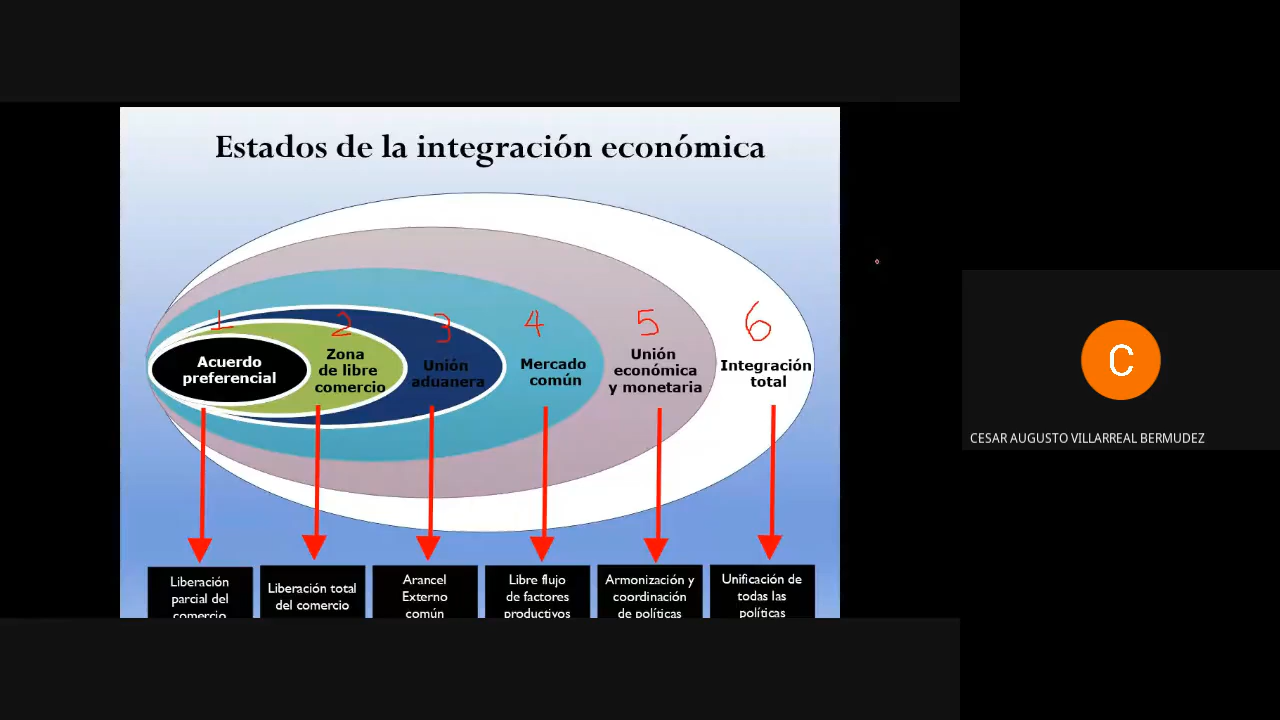 Estados de la integración económica
1 2 3 4 5 6
Acuerdo
preferencial
Zona
de libre
comercio
Unión
aduanera
Mercado
común
Unión
económica
y monetaria
Integración
total
Liberación
parcial del
comercio
Liberación total
del comercio
Arancel
Externo
común
Libre flujo
de factores
productivos
Armonización y
coordinación
de políticas
Unificación de
todas las
políticas
C
CESAR AUGUSTO VILLARREAL BERMUDEZ